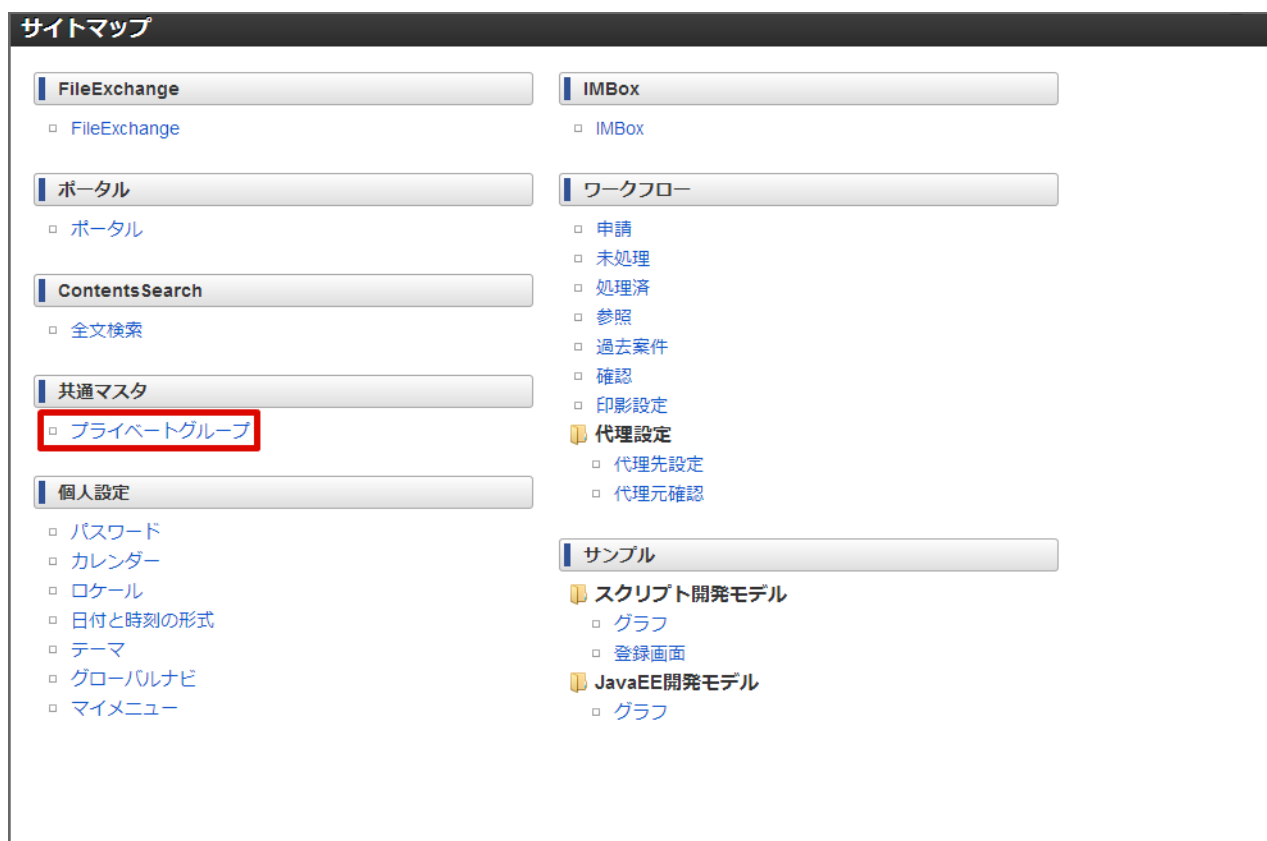 サイトマップ
FileExchange
FileExchange
ポータル
ポータル
ContentsSearch
全文検索
共通マスタ
プライベートグループ
個人設定
パスワード
カレンダー
ロケール
日付と時刻の形式
テーマ
グローバルナビ
マイメニュー
IMBox
IMBox
ワークフロー
申請
未処理
処理済
参照
過去案件
確認
印影設定
代理設定
代理先設定
代理元確認
サンプル
スクリプト開発モデル
グラフ
登録画面
JavaEE開発モデル
グラフ